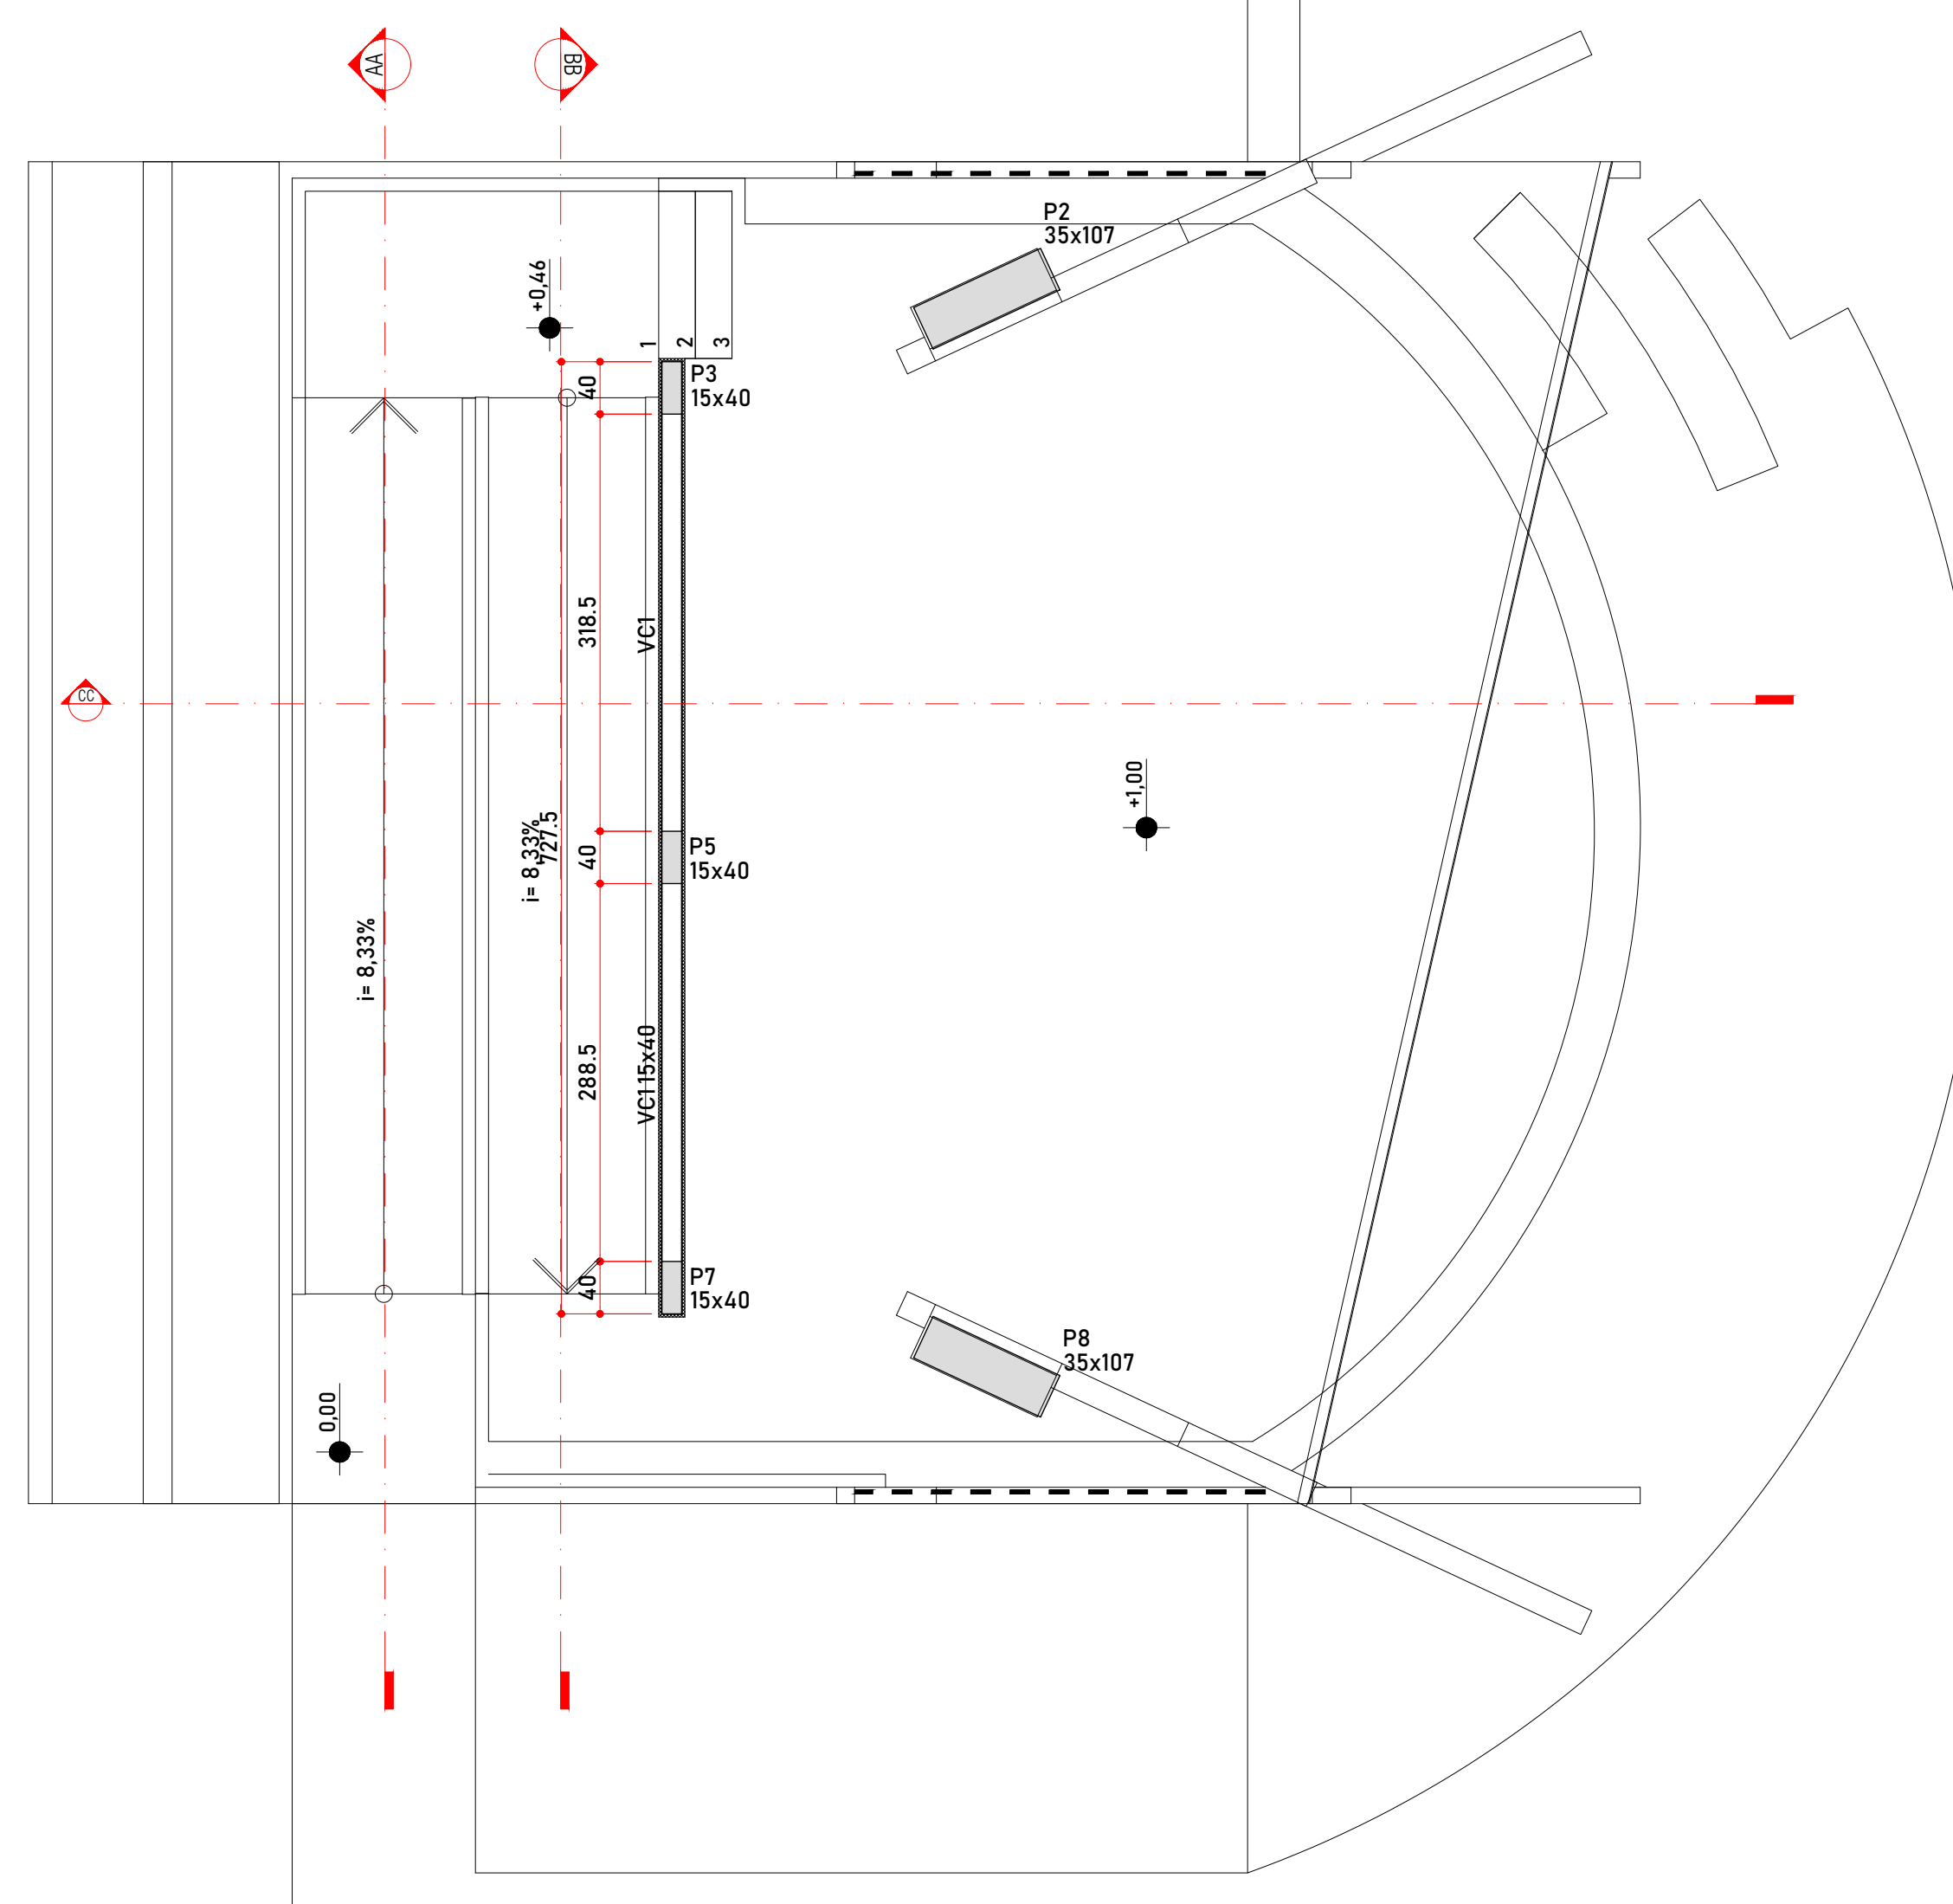 AA
BB
P2
35x107
+0,46
1
2
3
40
P3
15x40
318.5
VC1
CC
+1,00
i= 8,33%
727.5
40
P5
15x40
i= 8,33%
288.5
VC1 15x40
40
P7
15x40
P8
35x107
0,00